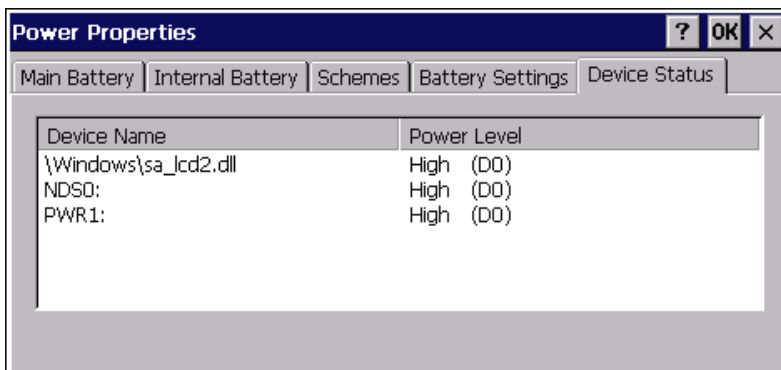 Power Properties ? OK ×
Main Battery Internal Battery Schemes Battery Settings Device Status
Device Name Power Level
\Windows\sa_lcd2.dll High (D0)
NDS0: High (D0)
PWR1: High (D0)